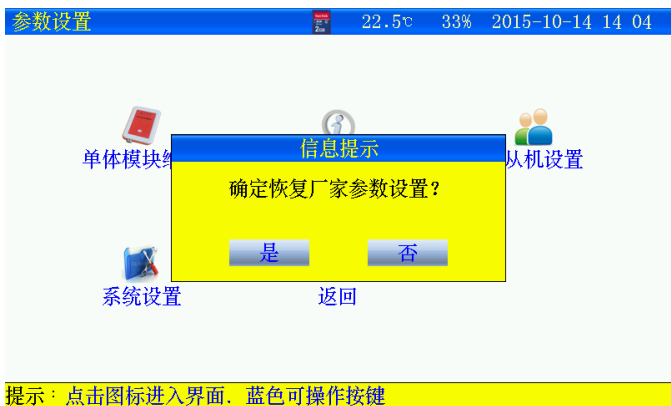 参数设置 22.5℃ 33% 2015-10-14 14 04
单体模块 从机设置
信息提示
确定恢复厂家参数设置?
是 否
系统设置 返回
提示:点击图标进入界面. 蓝色可操作按键